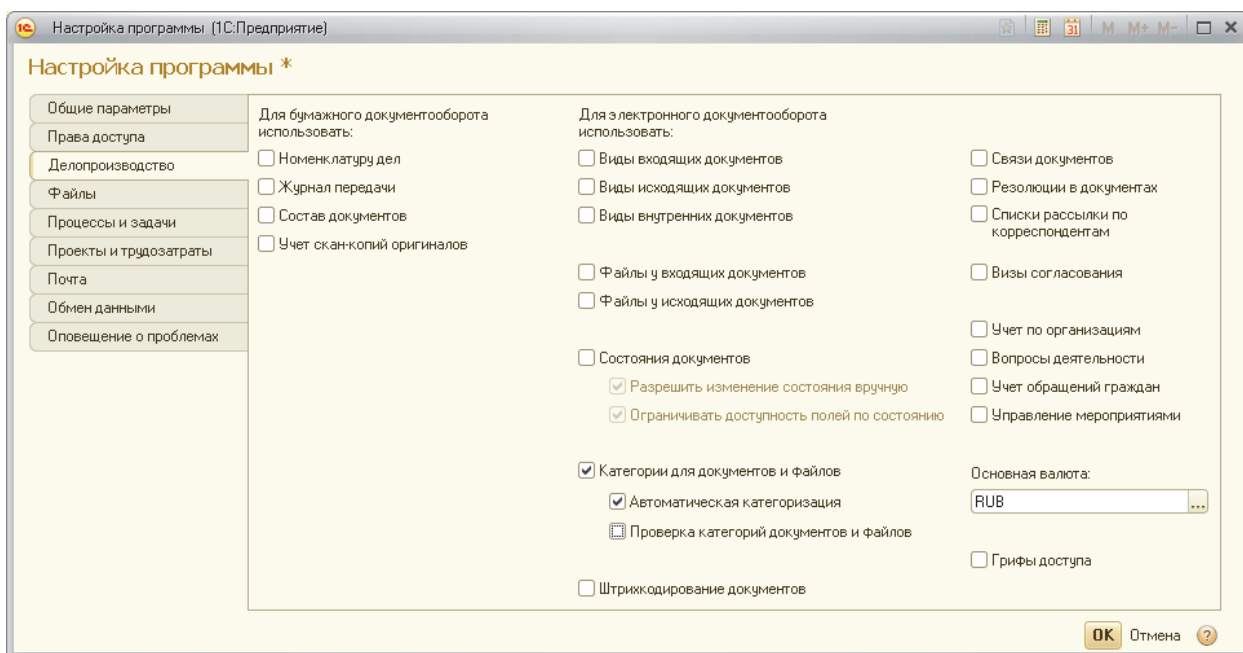 1С Настройка программы (1С:Предприятие) 31 M M+ M-
Настройка программы *
Общие параметры
Права доступа
Делопроизводство
Файлы
Процессы и задачи
Проекты и трудозатраты
Почта
Обмен данными
Оповещение о проблемах
Для бумажного документооборота
использовать:
Номенклатуру дел
Журнал передачи
Состав документов
Учет скан-копий оригиналов
Для электронного документооборота
использовать:
Виды входящих документов
Виды исходящих документов
Виды внутренних документов
Файлы у входящих документов
Файлы у исходящих документов
Состояния документов
Разрешить изменение состояния вручную
Ограничивать доступность полей по состоянию
Категории для документов и файлов
Автоматическая категоризация
Проверка категорий документов и файлов
Штрихкодирование документов
Связи документов
Резолюции в документах
Списки рассылки по
корреспондентам
Визы согласования
Учет по организациям
Вопросы деятельности
Учет обращений граждан
Управление мероприятиями
Основная валюта:
RUB ...
Грифы доступа
OK Отмена ?